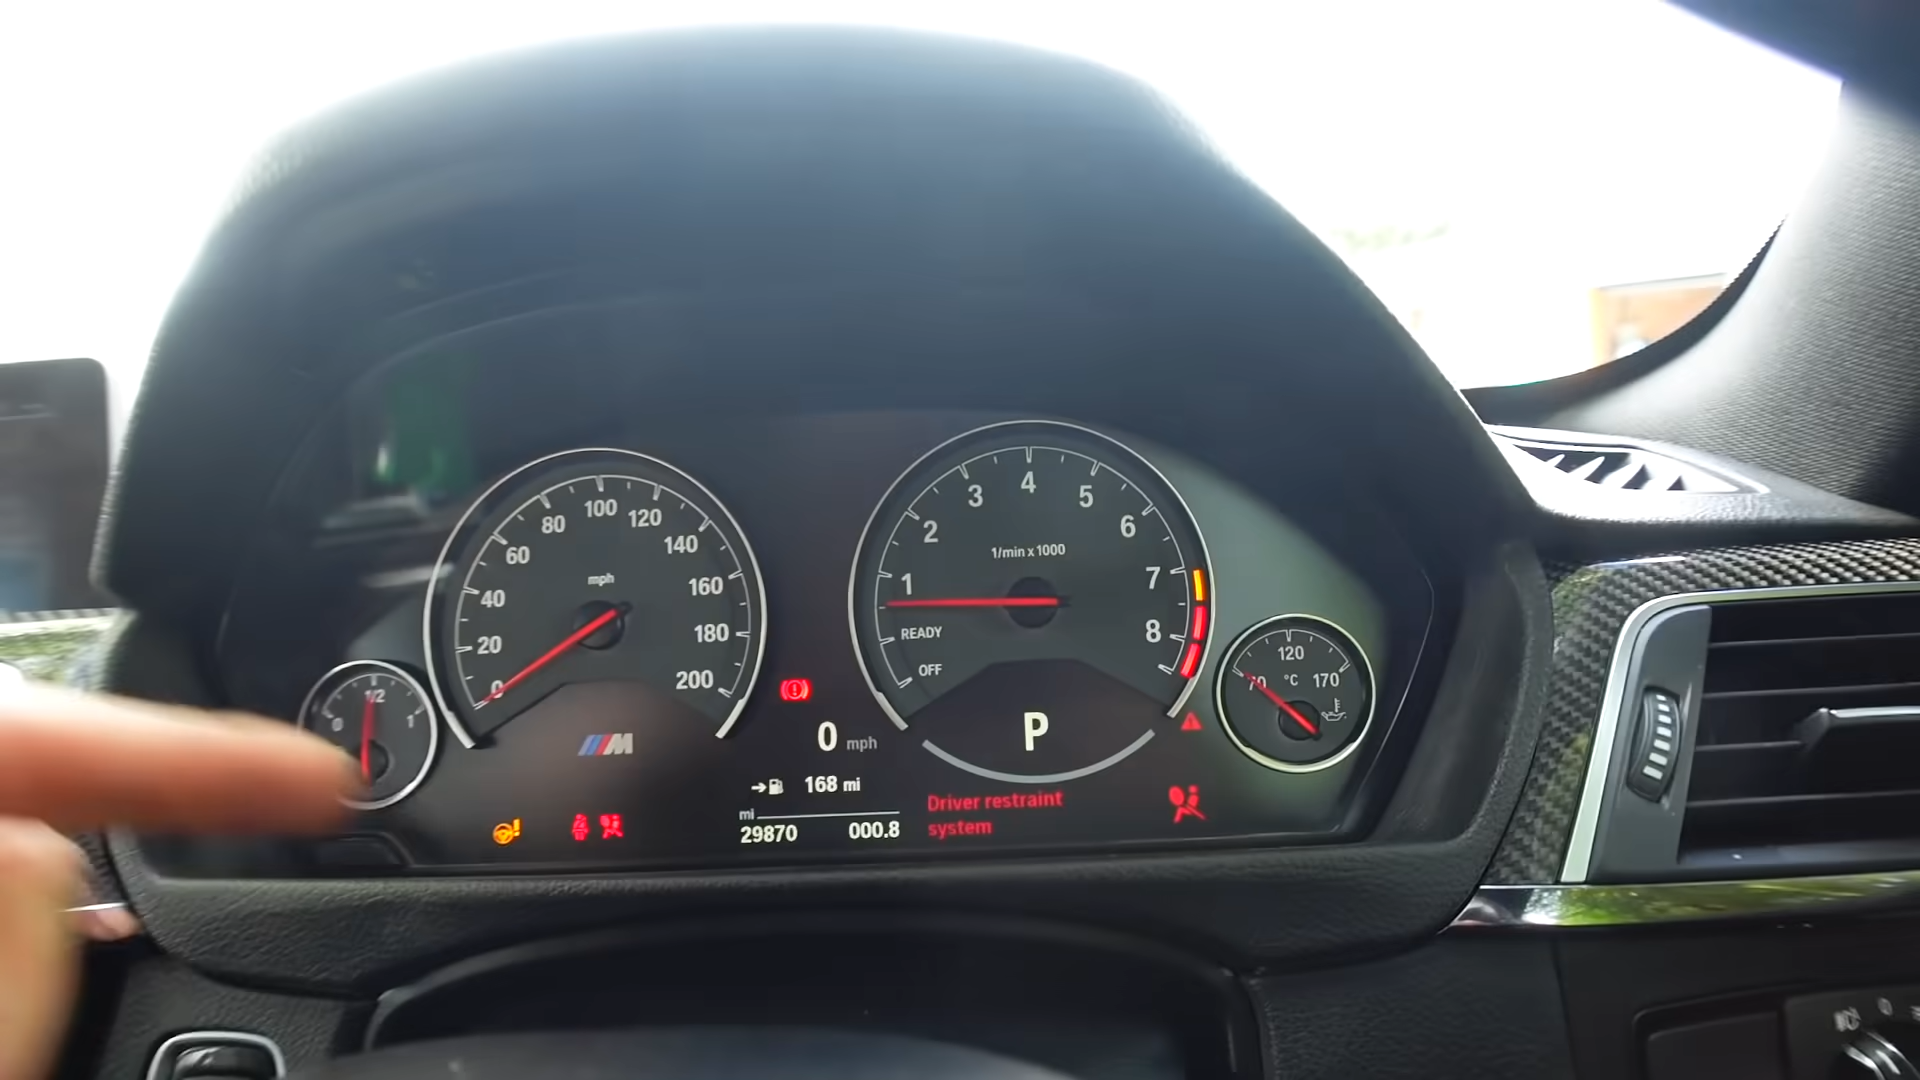 80 100 120
60 140
40 mph 160
20 180
0 200
0 1/2 1
M
3 4 5
2 6
1/min x 1000
1 7
READY 8
OFF
P
120
70 °C 170
0 mph
168 mi
mi
29870 000.8
Driver restraint
system
0